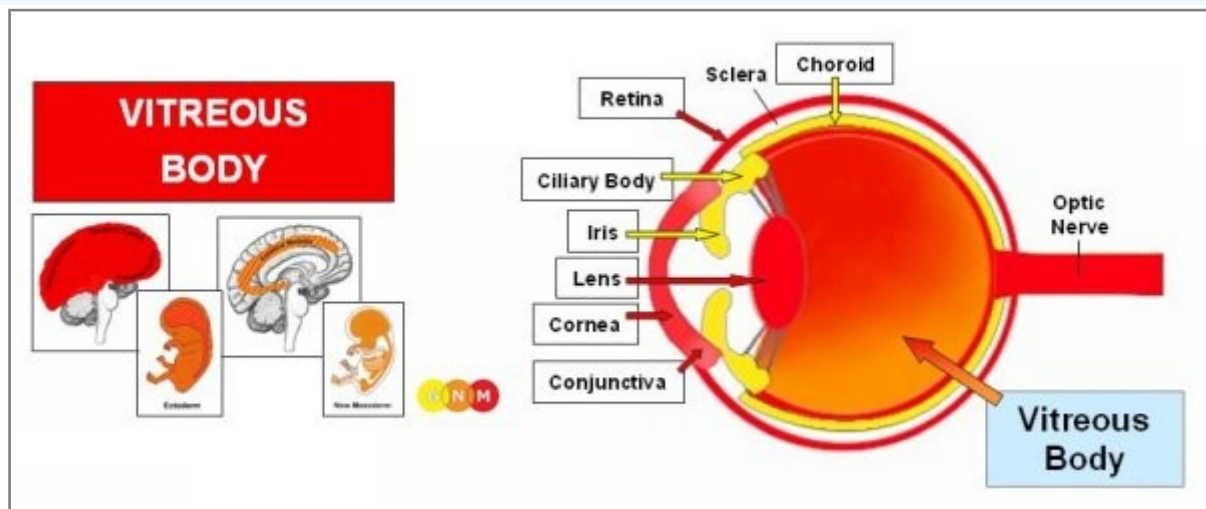 VITREOUS
BODY
Ectoderm
New Mesoderm
G N M
Choroid
Sclera
Retina
Ciliary Body
Iris
Lens
Cornea
Conjunctiva
Optic
Nerve
Vitreous
Body